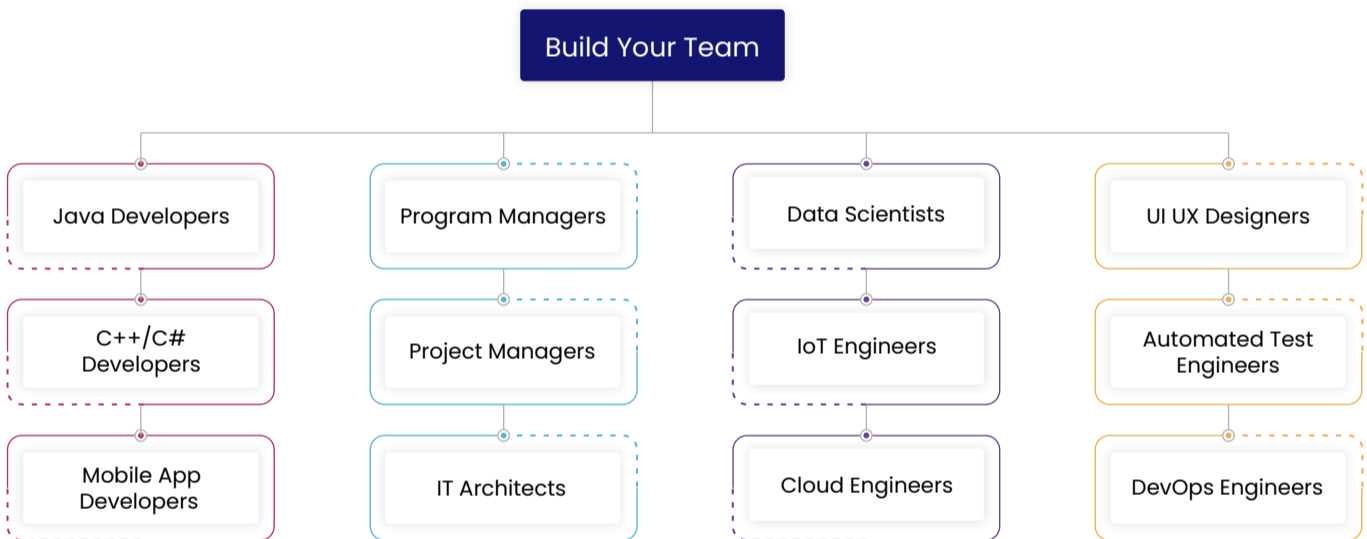 Build Your Team
Java Developers
Program Managers
Data Scientists
UI UX Designers
C++/C#
Developers
Project Managers
IoT Engineers
Automated Test
Engineers
Mobile App
Developers
IT Architects
Cloud Engineers
DevOps Engineers